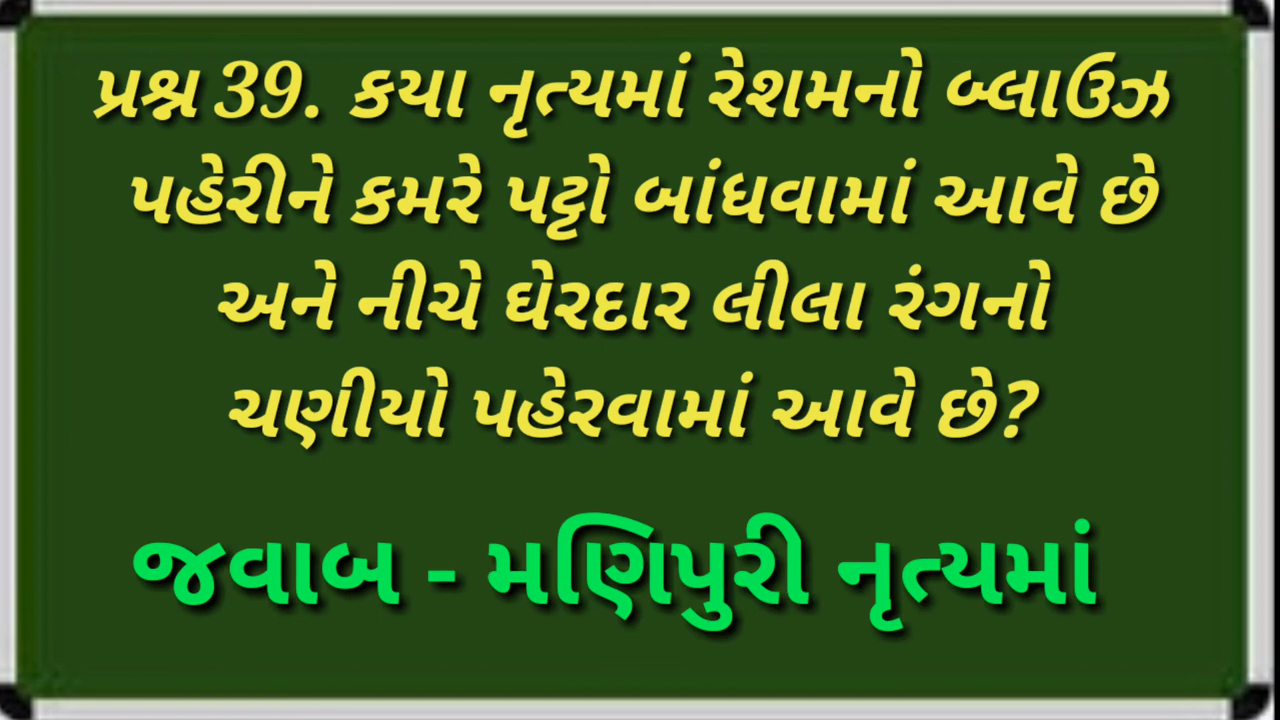 પ્રશ્ન 39. કયા નૃત્યમાં રેશમનો બ્લાઉઝ
પહેરીને કમરે પટ્ટો બાંધવામાં આવે છે
અને નીચે ઘેરદાર લીલા રંગનો
ચણીયો પહેરવામાં આવે છે?
જવાબ - મણિપુરી નૃત્યમાં